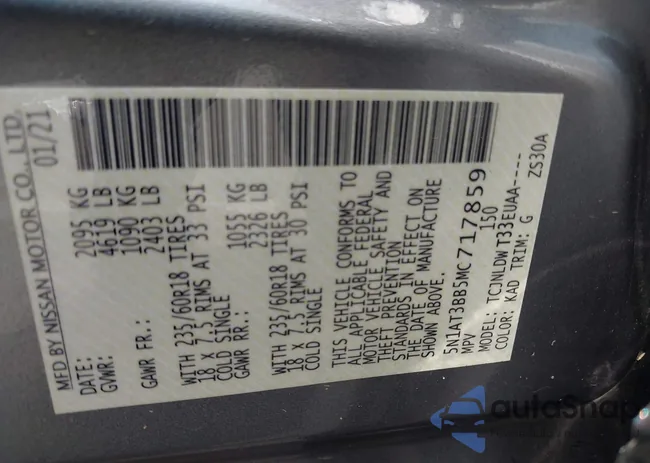 MFD BY NISSAN MOTOR CO., LTD.
DATE: 01/21
GVWR: 2095 KG
4619 LB
GAWR FR.: 1090 KG
2403 LB
WITH 235/60R18 TIRES
18 X 7.5 RIMS AT 33 PSI
COLD SINGLE
GAWR RR.: 1055 KG
2326 LB
WITH 235/60R18 TIRES
18 X 7.5 RIMS AT 30 PSI
COLD SINGLE
THIS VEHICLE CONFORMS TO
ALL APPLICABLE FEDERAL
MOTOR VEHICLE SAFETY AND
THEFT PREVENTION
STANDARDS IN EFFECT ON
THE DATE OF MANUFACTURE
SHOWN ABOVE.
5N1AT3BB5MC717859
MPV 150
MODEL: TCJNLDWT33EUAA----
COLOR: KAD TRIM: G ZS30A
autoSnap